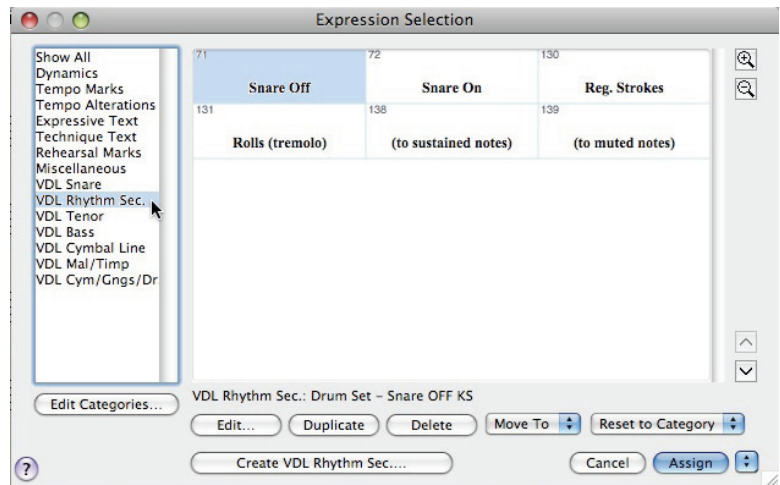 Expression Selection
Show All
Dynamics
Tempo Marks
Tempo Alterations
Expressive Text
Technique Text
Rehearsal Marks
Miscellaneous
VDL Snare
VDL Rhythm Sec.
VDL Tenor
VDL Bass
VDL Cymbal Line
VDL Mal/Timp
VDL Cym/Gngs/Dr
Edit Categories...
71 72 130
Snare Off Snare On Reg. Strokes
131 138 139
Rolls (tremolo) (to sustained notes) (to muted notes)
VDL Rhythm Sec.: Drum Set – Snare OFF KS
Edit... Duplicate Delete Move To Reset to Category
? Create VDL Rhythm Sec.... Cancel Assign